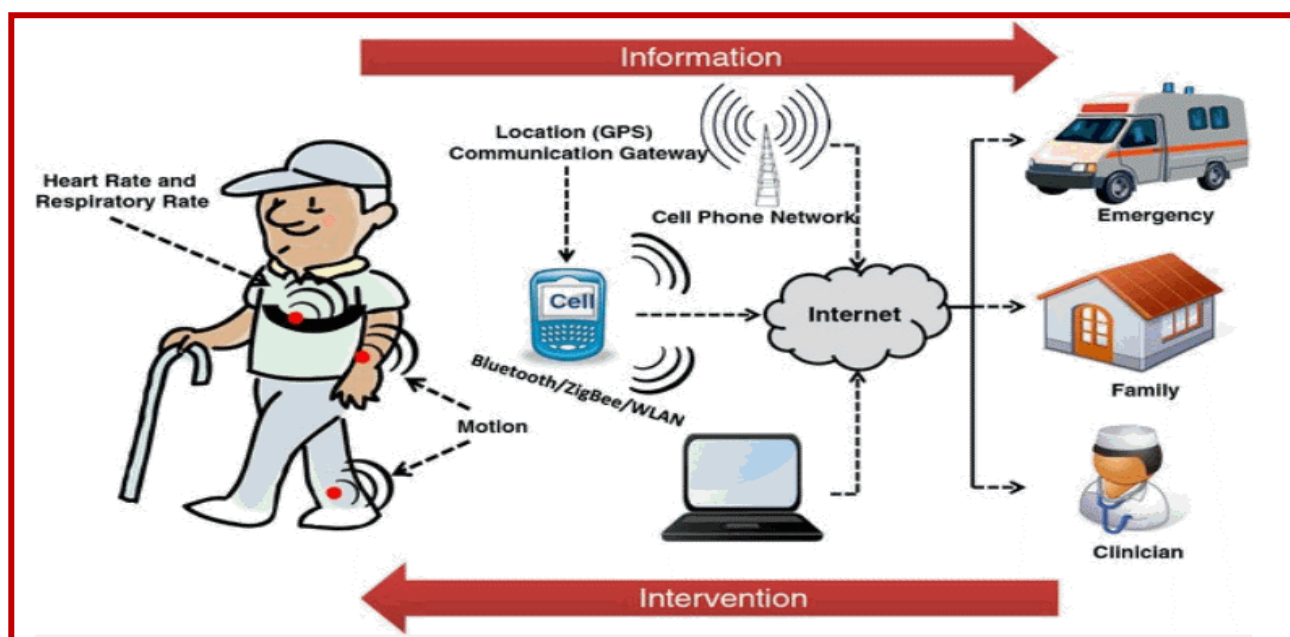 Information
Location (GPS)
Communication Gateway
Heart Rate and
Respiratory Rate
Cell Phone Network
Emergency
Cell
Internet
Bluetooth/ZigBee/WLAN
Family
Motion
Clinician
Intervention